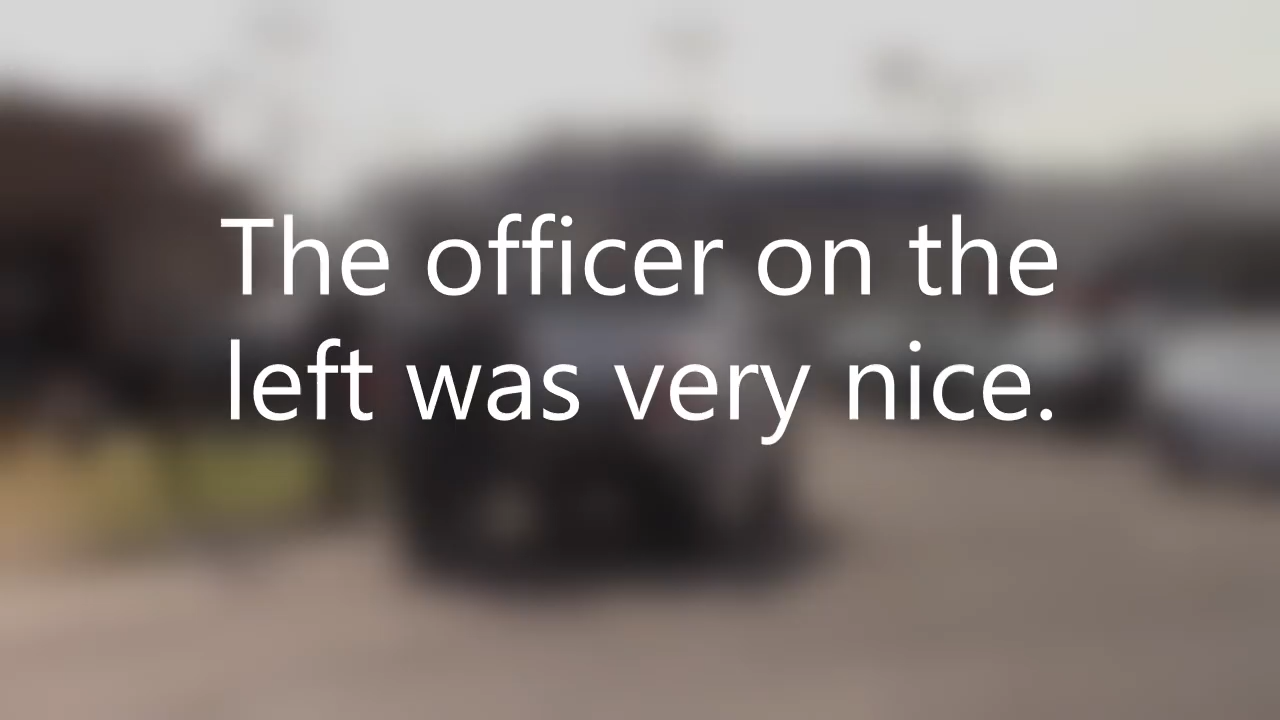 The officer on the
left was very nice.